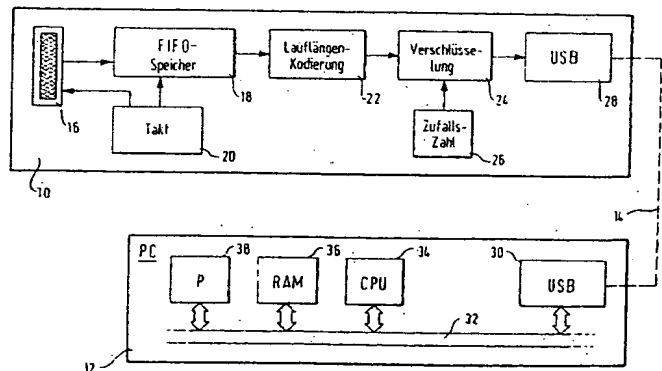 FIFO-
Speicher
Lauflängen-
Kodierung
Verschlüsse-
lung
USB
16
18
22
24
28
Takt
20
Zufalls-
Zahl
26
10
14
PC
38
36
34
30
P
RAM
CPU
USB
32
12